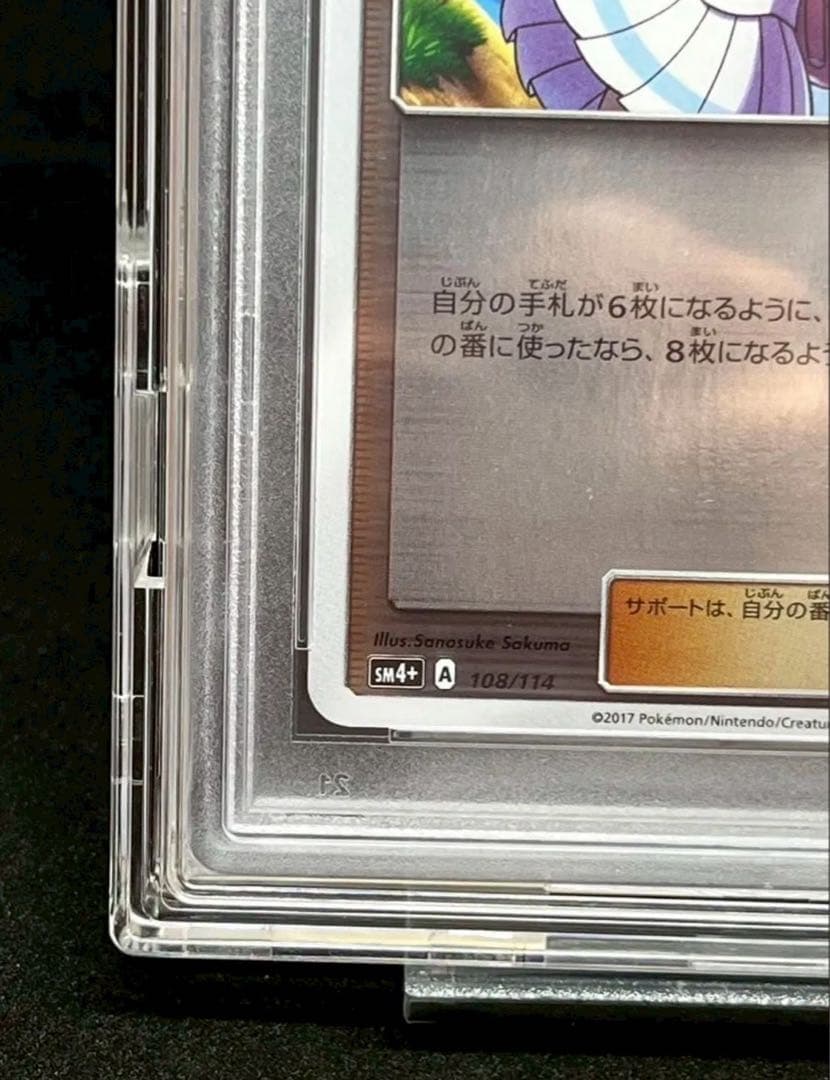 自分の手札が6枚になるように、
の番に使ったなら、8枚になるよ
サポートは、自分の番
Illus.Sanosuke Sakuma
SM4+ A 108/114
©2017 Pokémon/Nintendo/Creatu
21